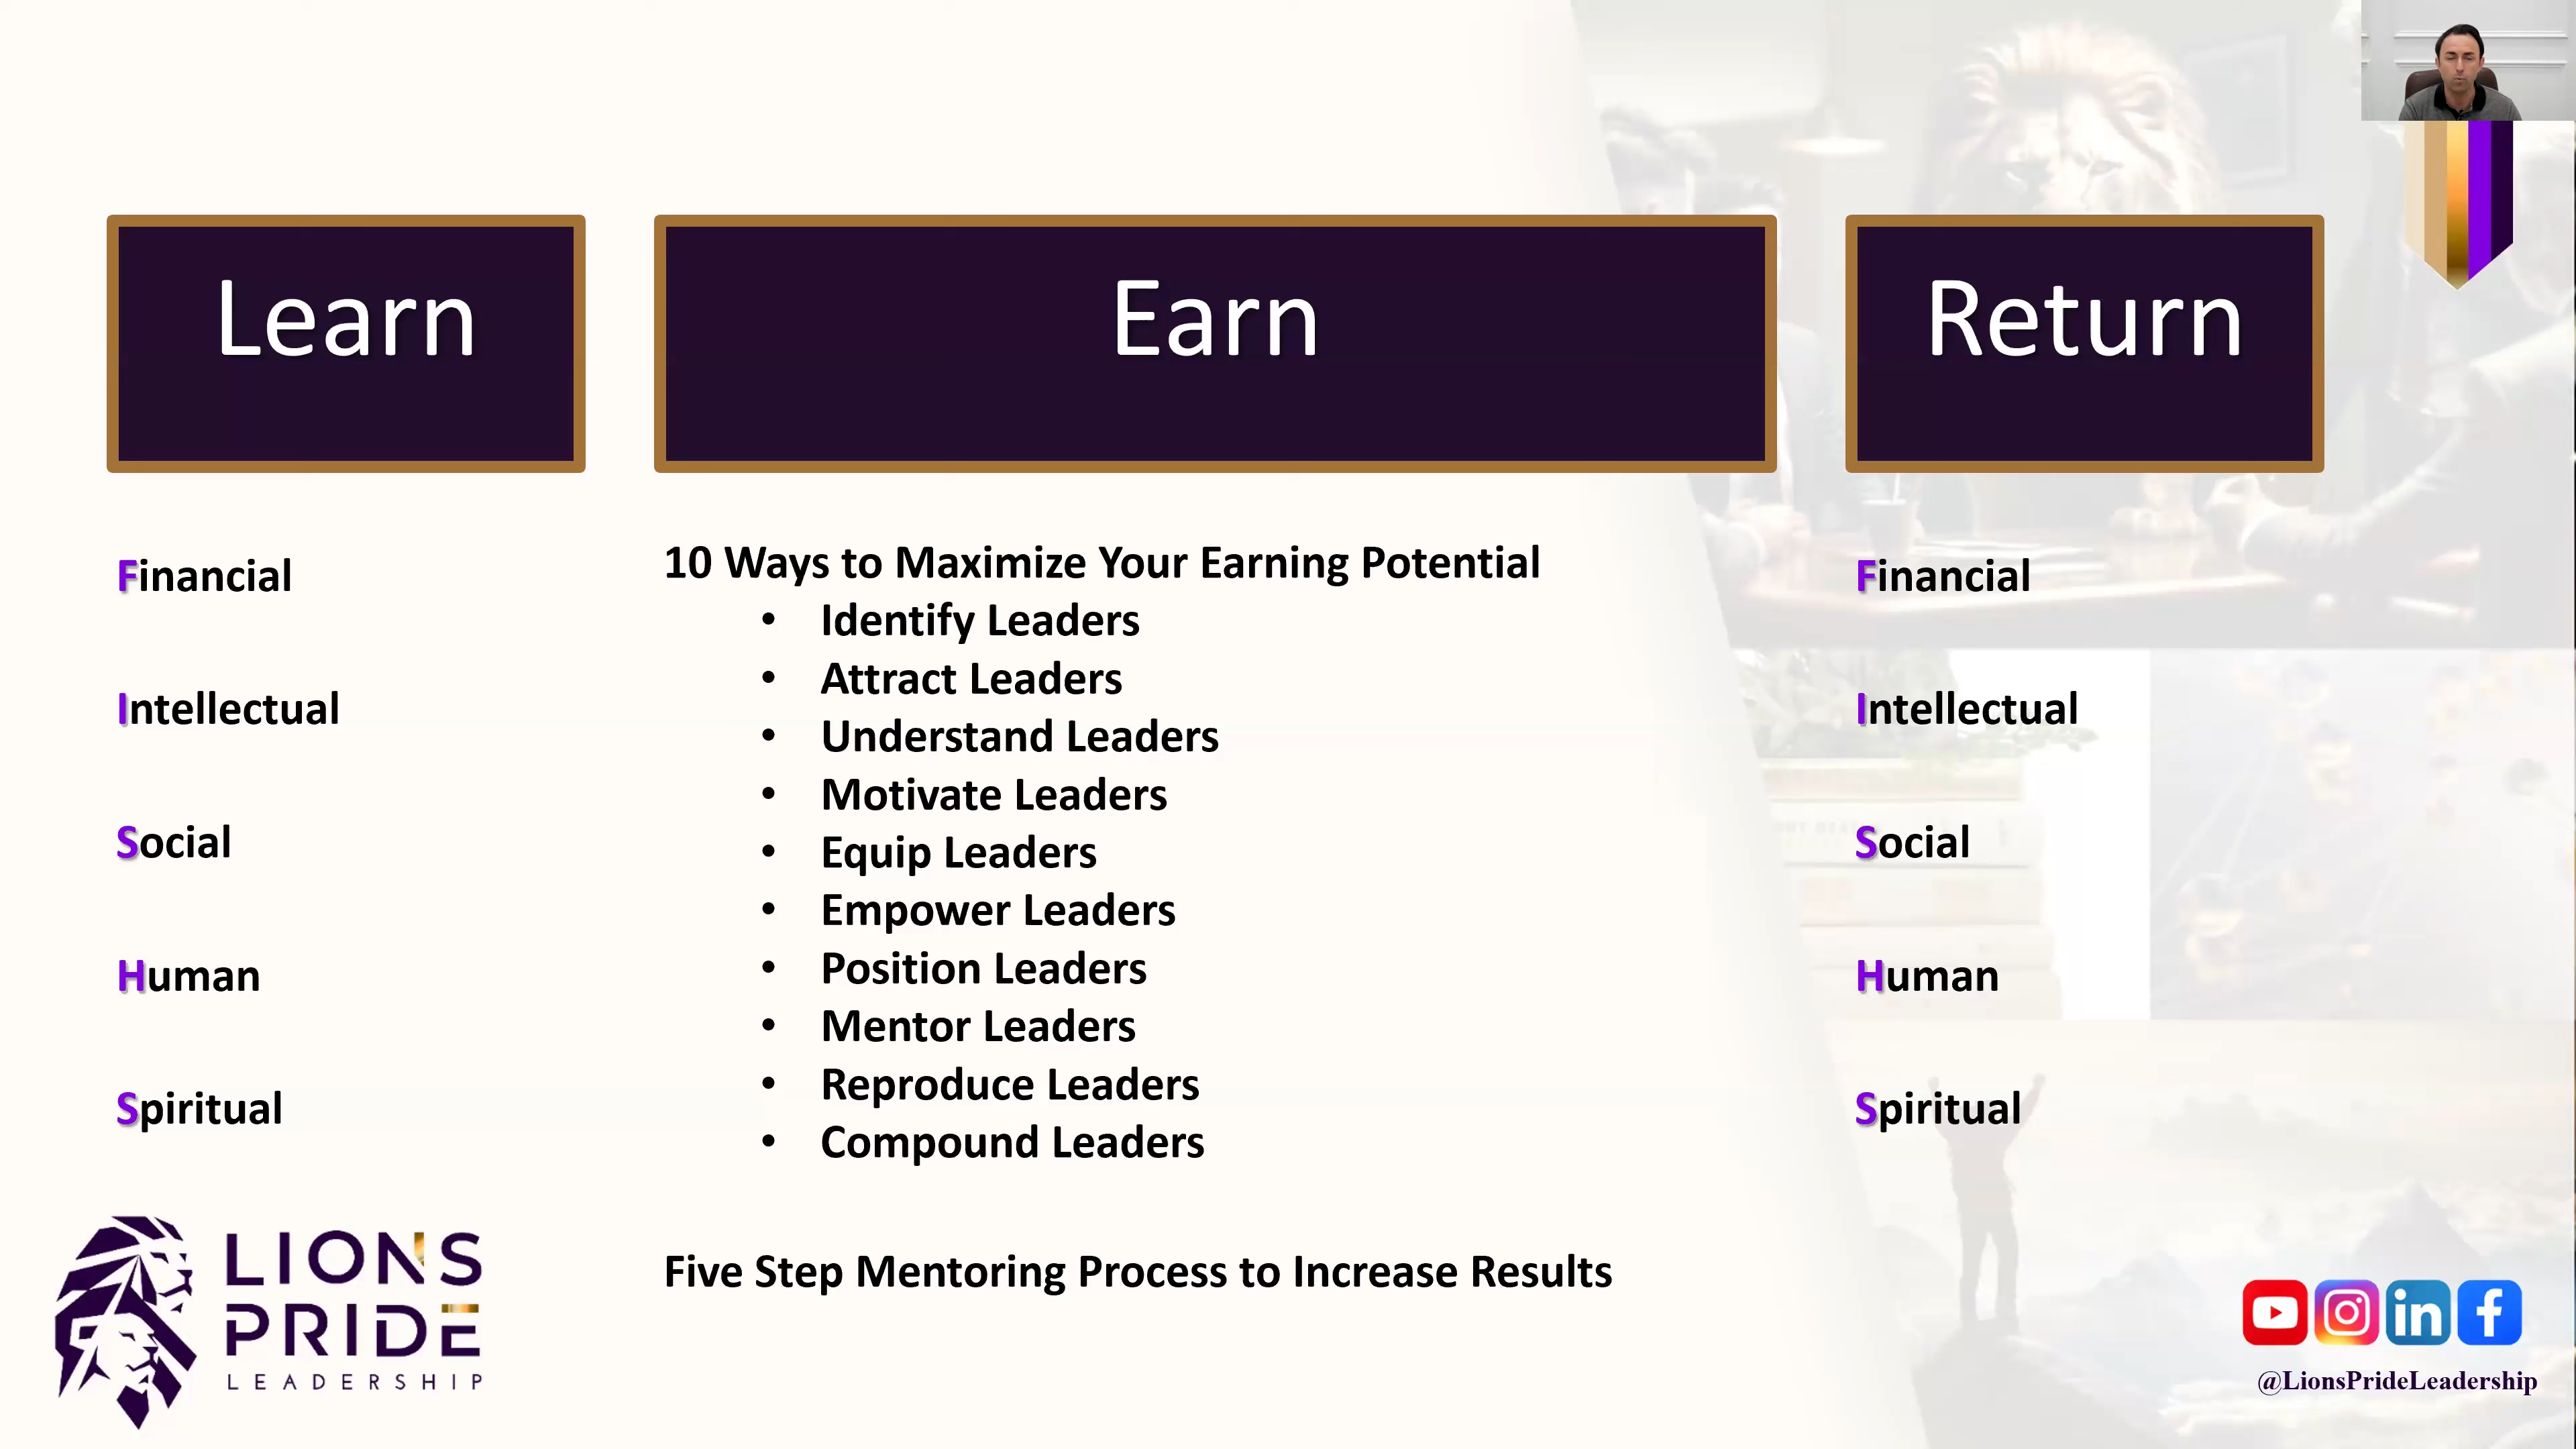 Learn
Earn
Return
Financial
Intellectual
Social
Human
Spiritual
10 Ways to Maximize Your Earning Potential
• Identify Leaders
• Attract Leaders
• Understand Leaders
• Motivate Leaders
• Equip Leaders
• Empower Leaders
• Position Leaders
• Mentor Leaders
• Reproduce Leaders
• Compound Leaders
Five Step Mentoring Process to Increase Results
Financial
Intellectual
Social
Human
Spiritual
LIONS
PRIDE
LEADERSHIP
in
@LionsPrideLeadership